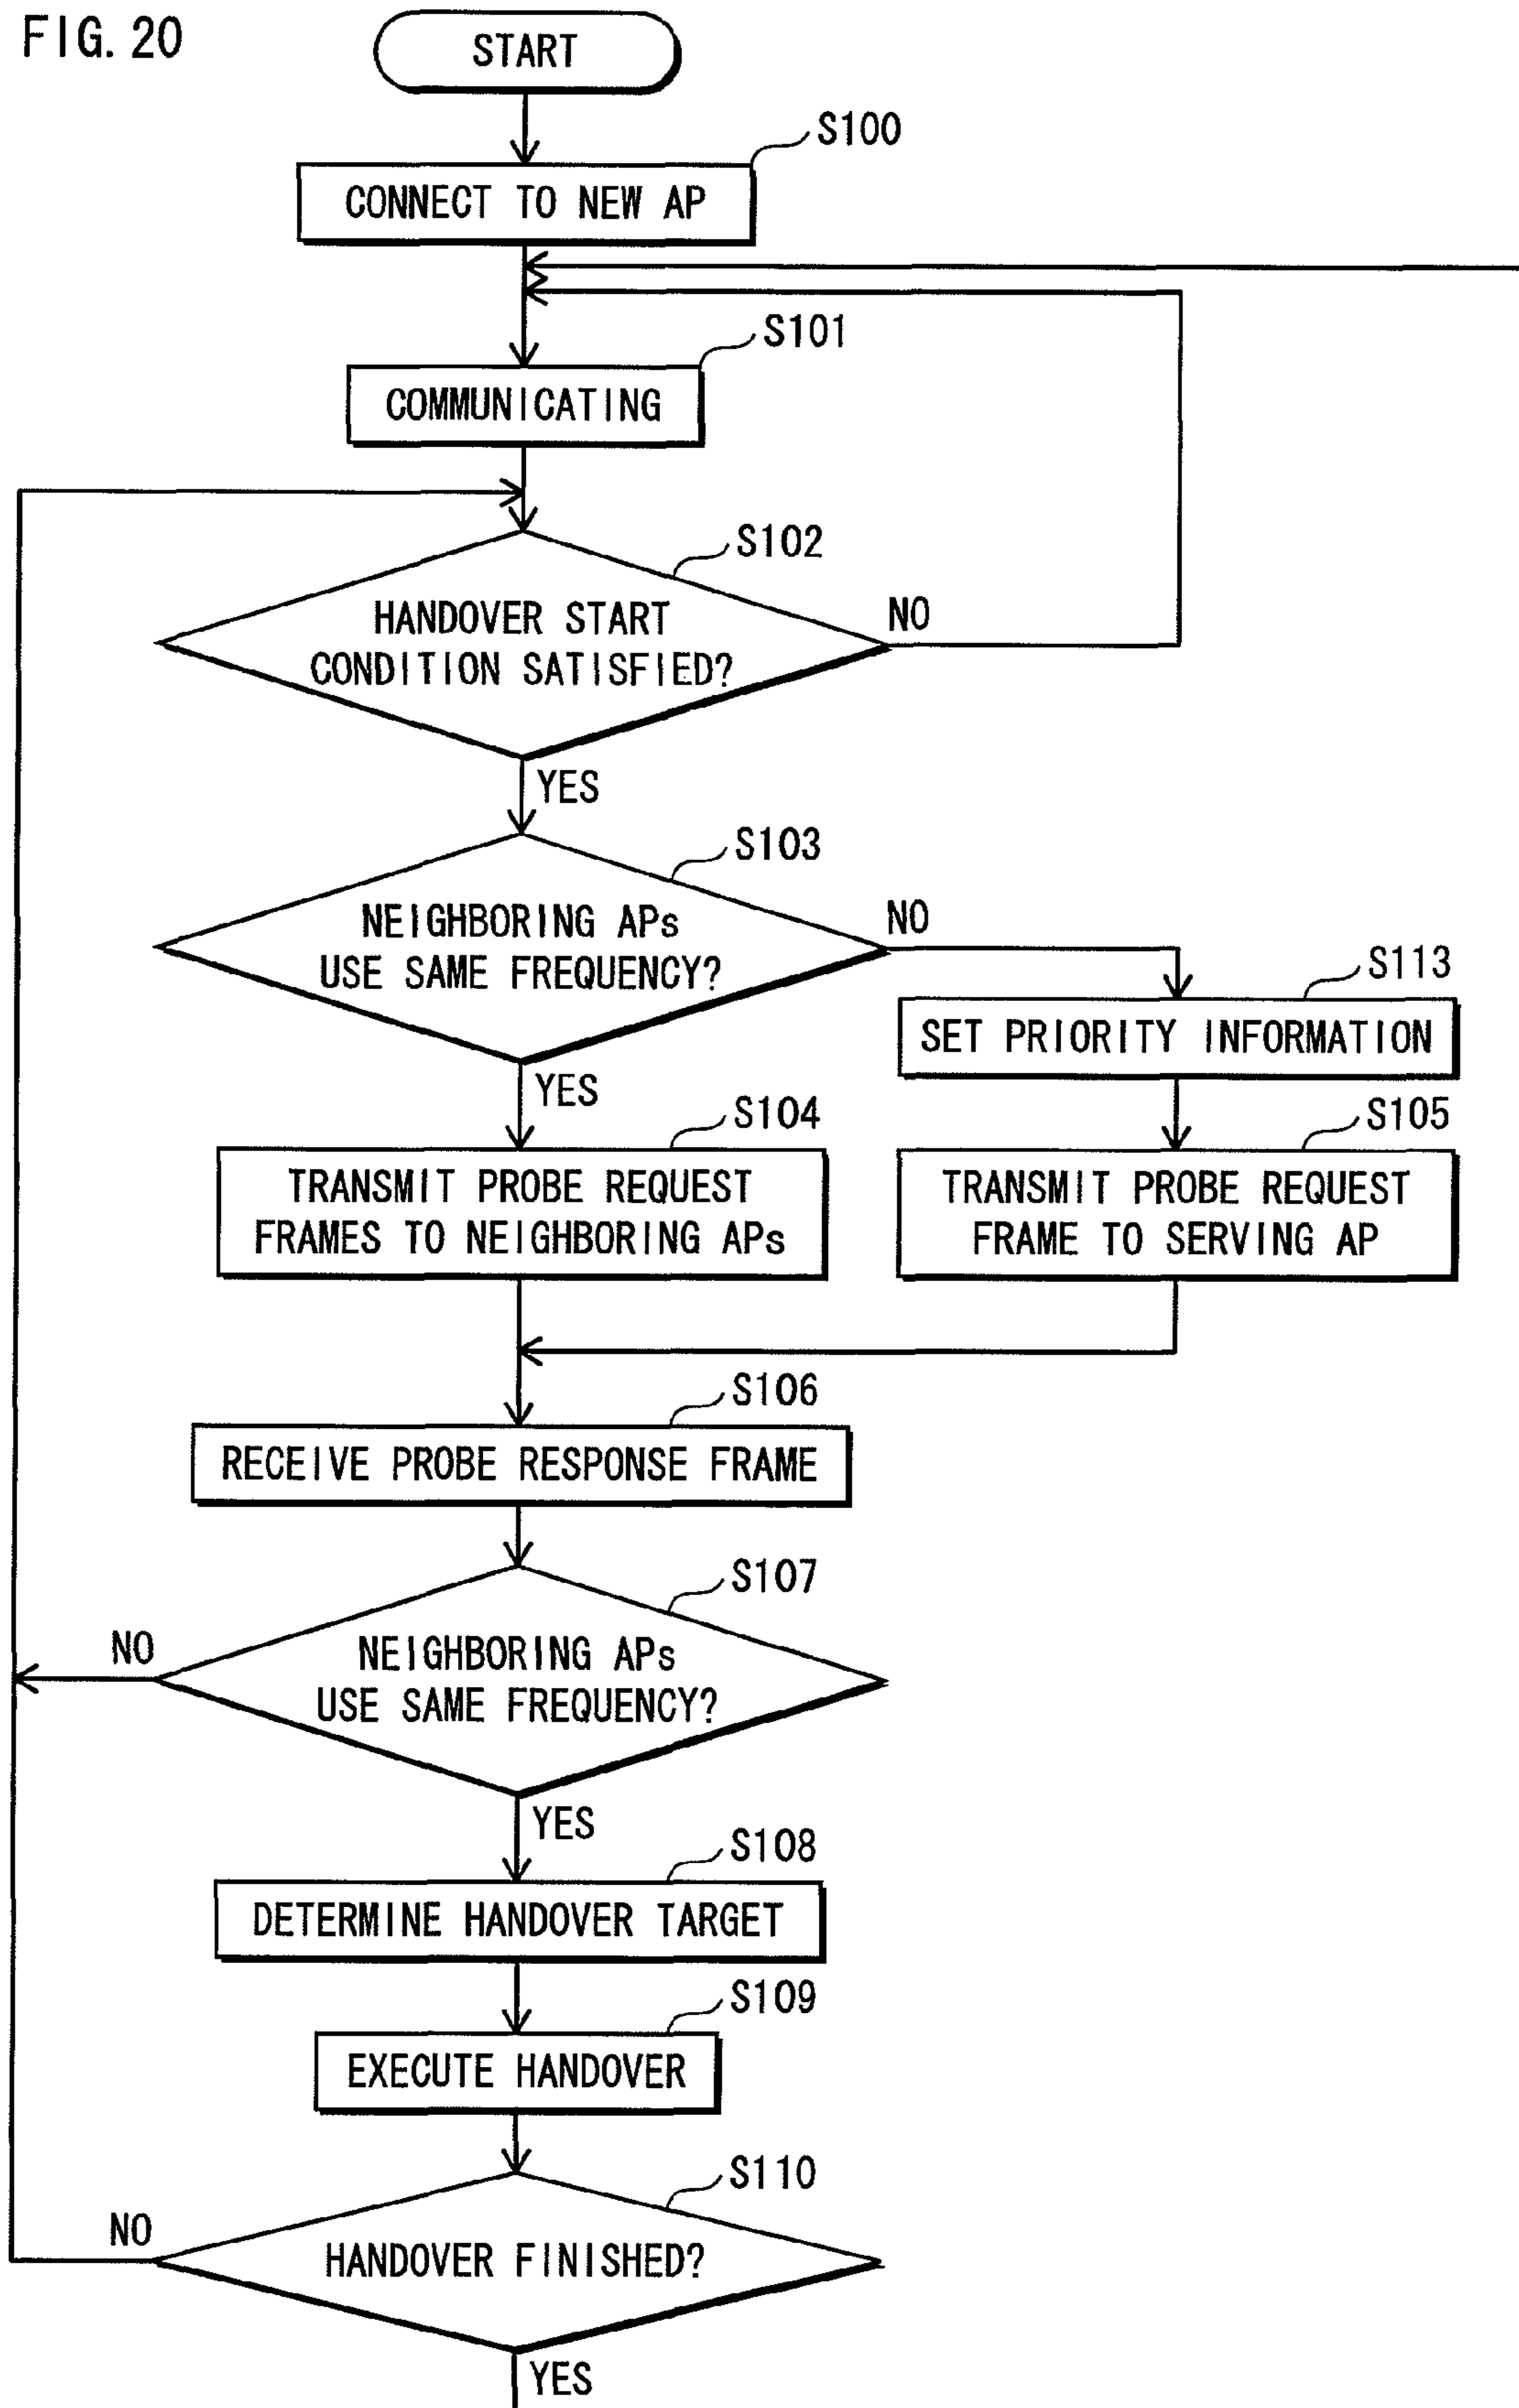 FIG. 20
START
S100
CONNECT TO NEW AP
S101
COMMUNICATING
S102
HANDOVER START
CONDITION SATISFIED?
NO
YES
S103
NEIGHBORING APs
USE SAME FREQUENCY?
NO
S113
SET PRIORITY INFORMATION
YES
S104
TRANSMIT PROBE REQUEST
FRAMES TO NEIGHBORING APs
S105
TRANSMIT PROBE REQUEST
FRAME TO SERVING AP
S106
RECEIVE PROBE RESPONSE FRAME
S107
NEIGHBORING APs
USE SAME FREQUENCY?
NO
YES
S108
DETERMINE HANDOVER TARGET
S109
EXECUTE HANDOVER
S110
HANDOVER FINISHED?
NO
YES